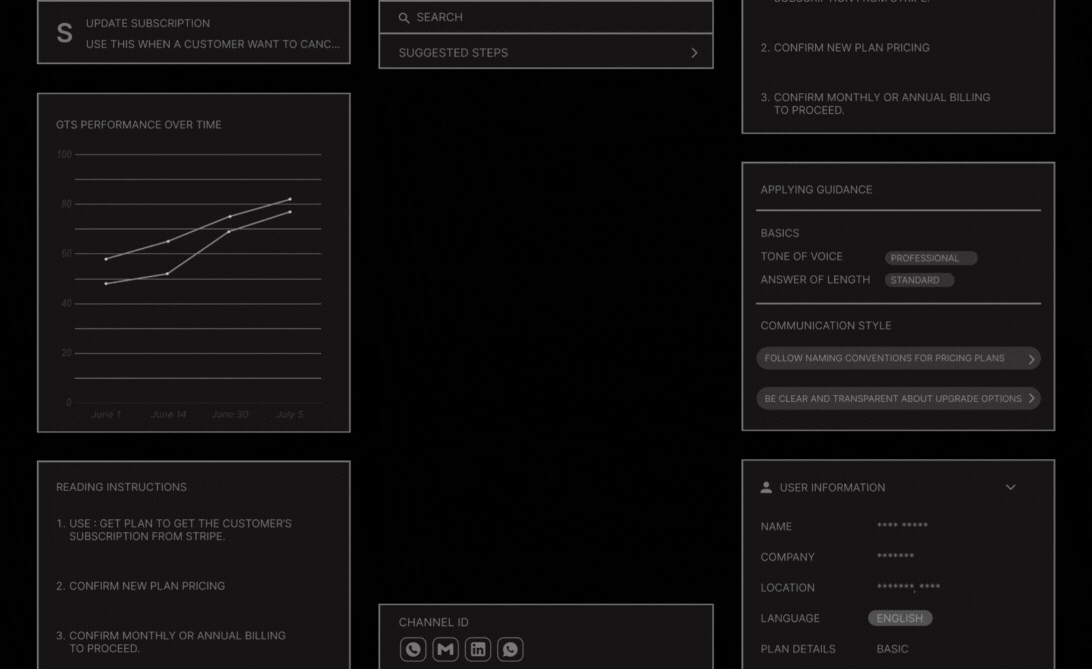 S
UPDATE SUBSCRIPTION
USE THIS WHEN A CUSTOMER WANT TO CANC...
GTS PERFORMANCE OVER TIME
100
80
60
40
20
0
June 1 June 14 June 30 July 5
READING INSTRUCTIONS
1. USE : GET PLAN TO GET THE CUSTOMER'S
SUBSCRIPTION FROM STRIPE.
2. CONFIRM NEW PLAN PRICING
3. CONFIRM MONTHLY OR ANNUAL BILLING
TO PROCEED.
SEARCH
SUGGESTED STEPS
CHANNEL ID
SUBSCRIPTION FROM STRIPE.
2. CONFIRM NEW PLAN PRICING
3. CONFIRM MONTHLY OR ANNUAL BILLING
TO PROCEED.
APPLYING GUIDANCE
BASICS
TONE OF VOICE PROFESSIONAL
ANSWER OF LENGTH STANDARD
COMMUNICATION STYLE
FOLLOW NAMING CONVENTIONS FOR PRICING PLANS
BE CLEAR AND TRANSPARENT ABOUT UPGRADE OPTIONS
USER INFORMATION
NAME **** *****
COMPANY *******
LOCATION *******, ****
LANGUAGE ENGLISH
PLAN DETAILS BASIC